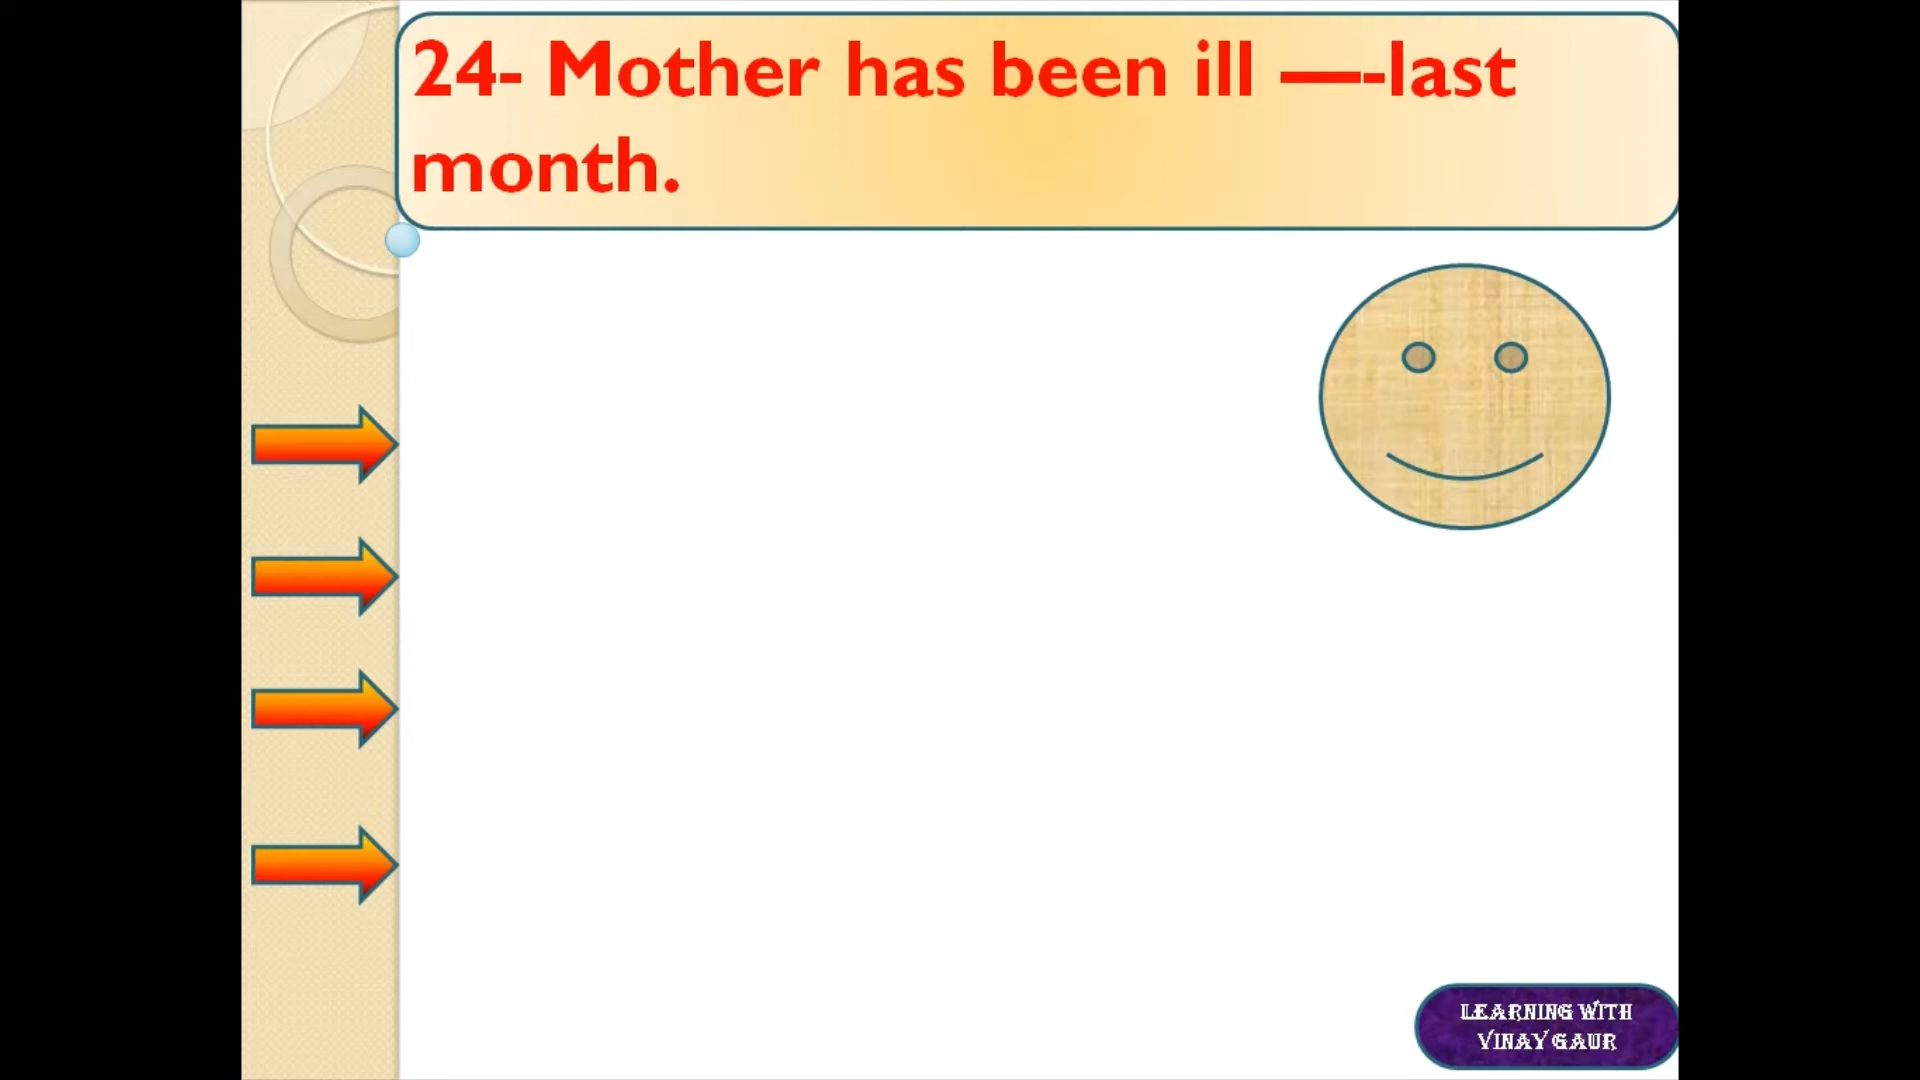 24- Mother has been ill —-last
month.
LEARNING WITH
VINAY GAUR